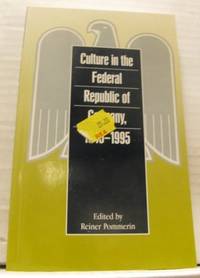 Culture in the
Federal
Republic of
-1995
Edited by
Reiner Pommerin